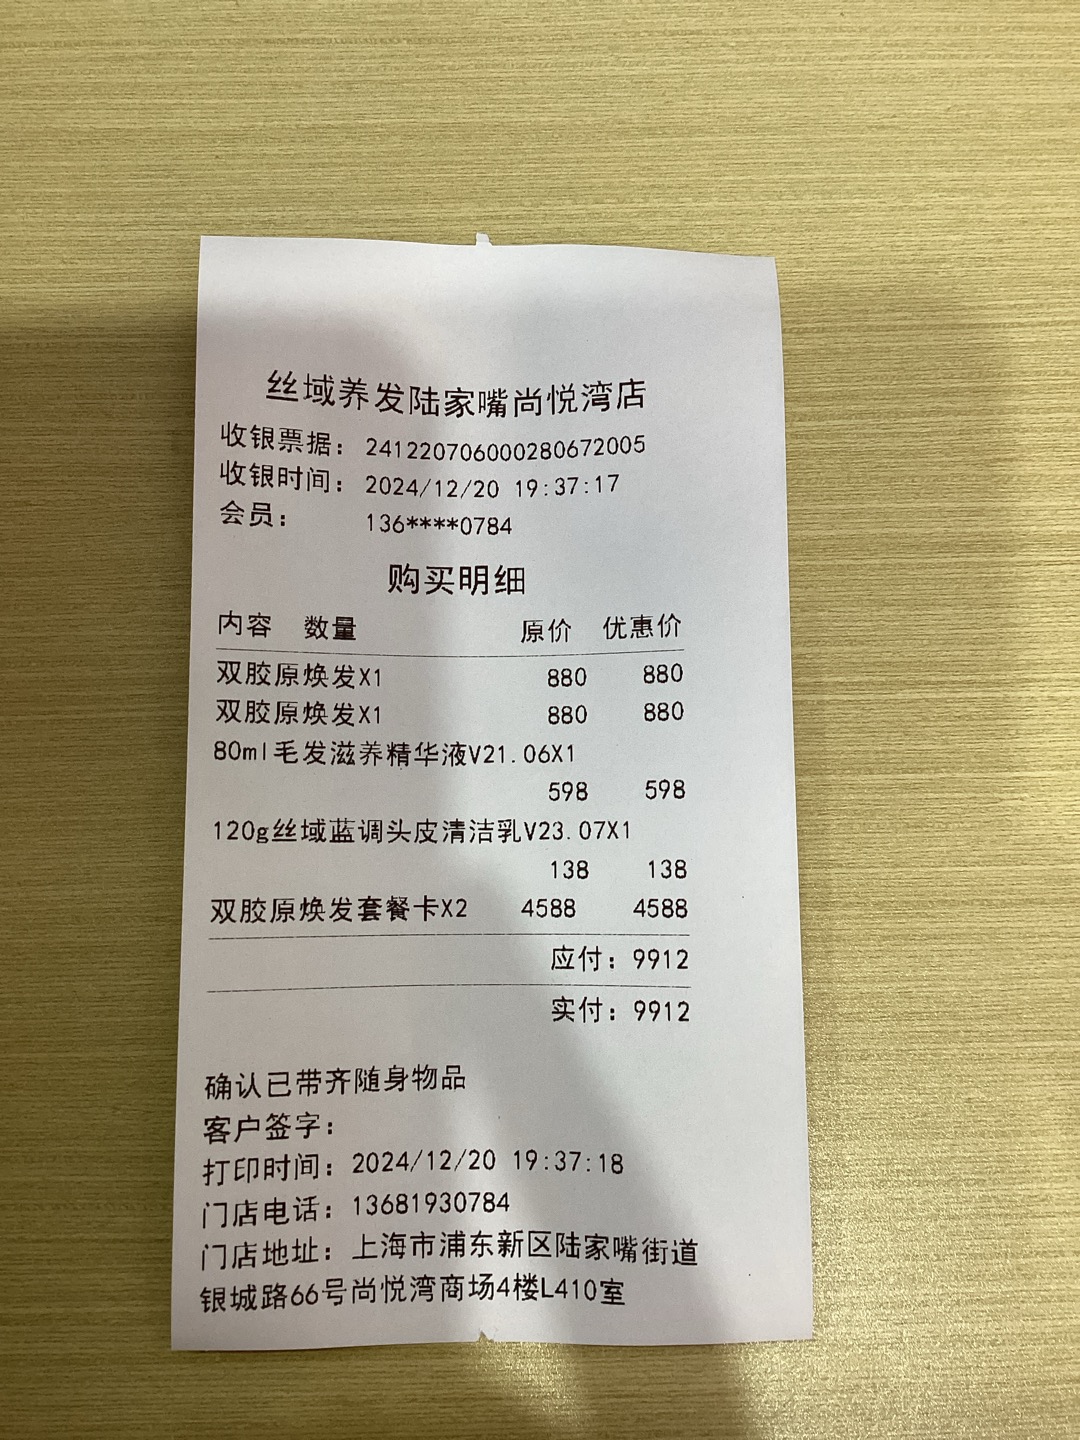 丝域养发陆家嘴尚悦湾店
收银票据： 241220706000280672005
收银时间： 2024/12/20 19:37:17
会员： 136****0784
购买明细
内容 数量 原价 优惠价
双胶原焕发X1 880 880
双胶原焕发X1 880 880
80ml毛发滋养精华液V21.06X1
598 598
120g丝域蓝调头皮清洁乳V23.07X1
138 138
双胶原焕发套餐卡X2 4588 4588
应付：9912
实付：9912
确认已带齐随身物品
客户签字：
打印时间：2024/12/20 19:37:18
门店电话：13681930784
门店地址：上海市浦东新区陆家嘴街道
银城路66号尚悦湾商场4楼L410室